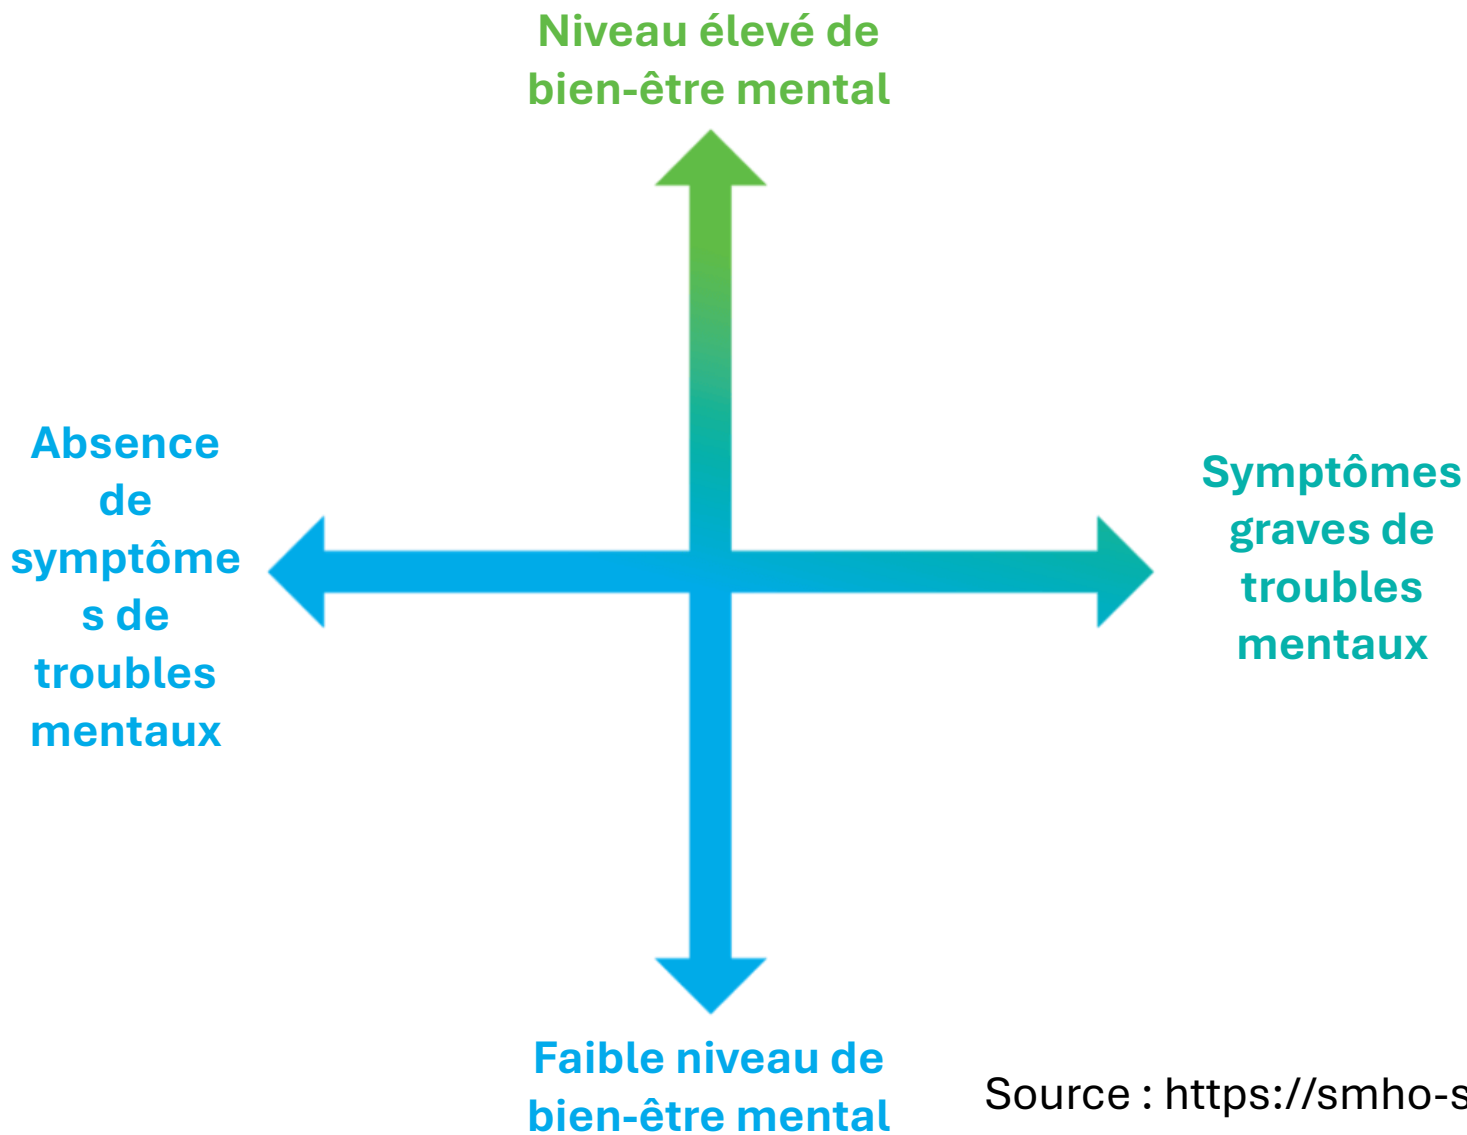 Niveau élevé de
bien-être mental
Absence
de
symptôme
s de
troubles
mentaux
Symptômes
graves de
troubles
mentaux
Faible niveau de
bien-être mental
Source : https://smho-s